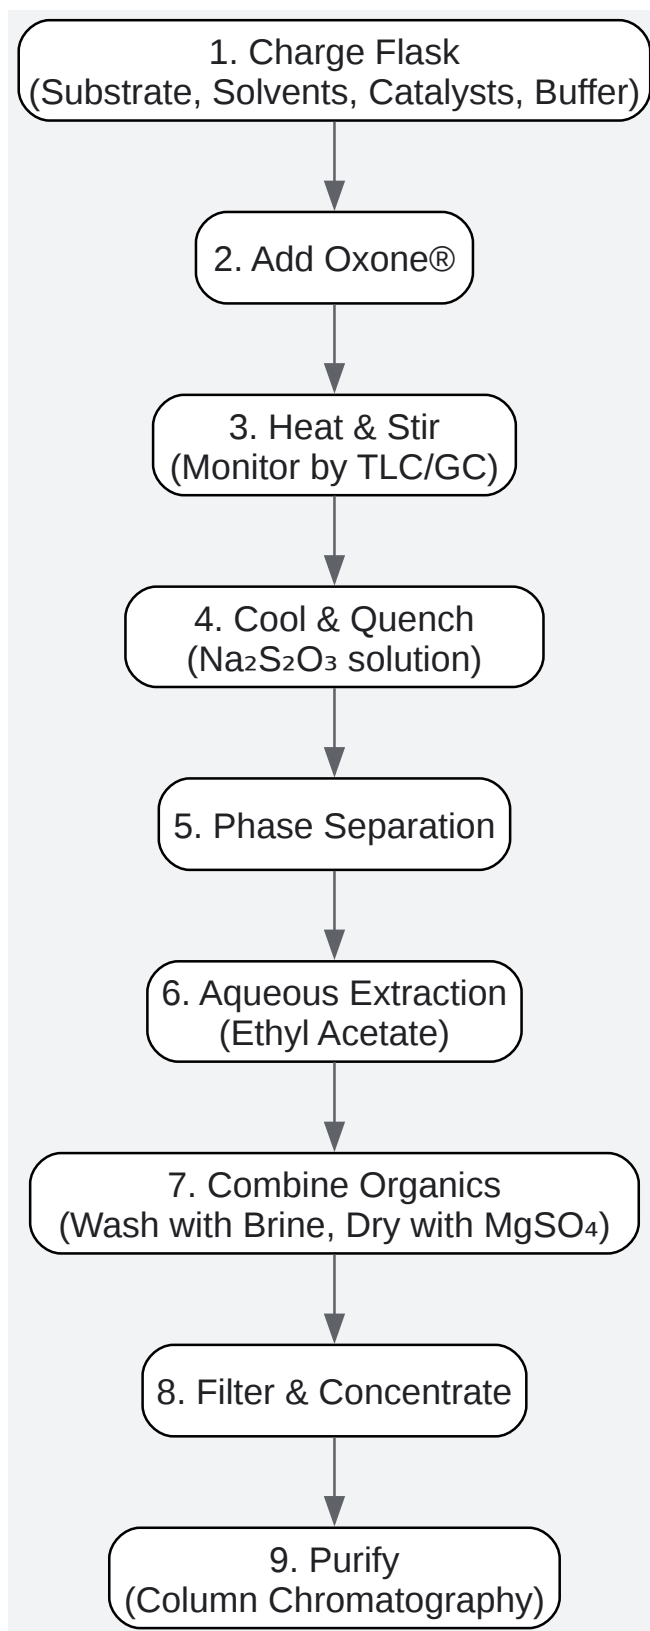 1. Charge Flask
(Substrate, Solvents, Catalysts, Buffer)
2. Add Oxone®
3. Heat & Stir
(Monitor by TLC/GC)
4. Cool & Quench
(Na₂S₂O₃ solution)
5. Phase Separation
6. Aqueous Extraction
(Ethyl Acetate)
7. Combine Organics
(Wash with Brine, Dry with MgSO₄)
8. Filter & Concentrate
9. Purify
(Column Chromatography)